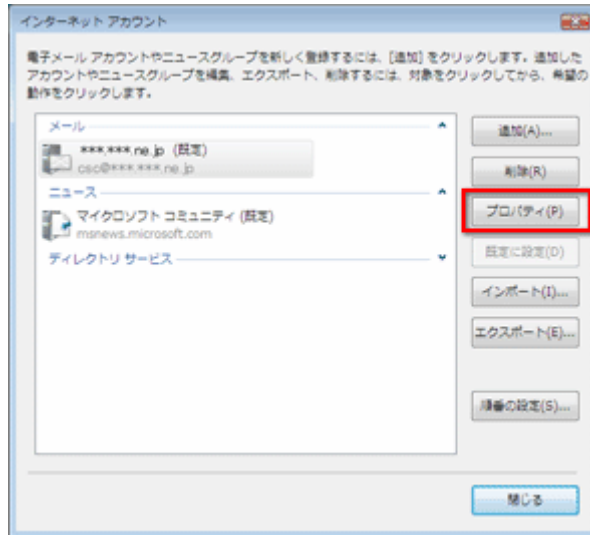 インターネット アカウント
電子メール アカウントやニュースグループを新しく登録するには、[追加] をクリックします。追加した
アカウントやニュースグループを編集、エクスポート、削除するには、対象をクリックしてから、希望の
動作をクリックします。
メール
***.***.ne.jp (既定)
csc@***.***.ne.jp
ニュース
マイクロソフト コミュニティ (既定)
msnews.microsoft.com
ディレクトリ サービス
追加(A)...
削除(R)
プロパティ(P)
既定に設定(D)
インポート(I)...
エクスポート(E)...
順番の設定(S)...
閉じる